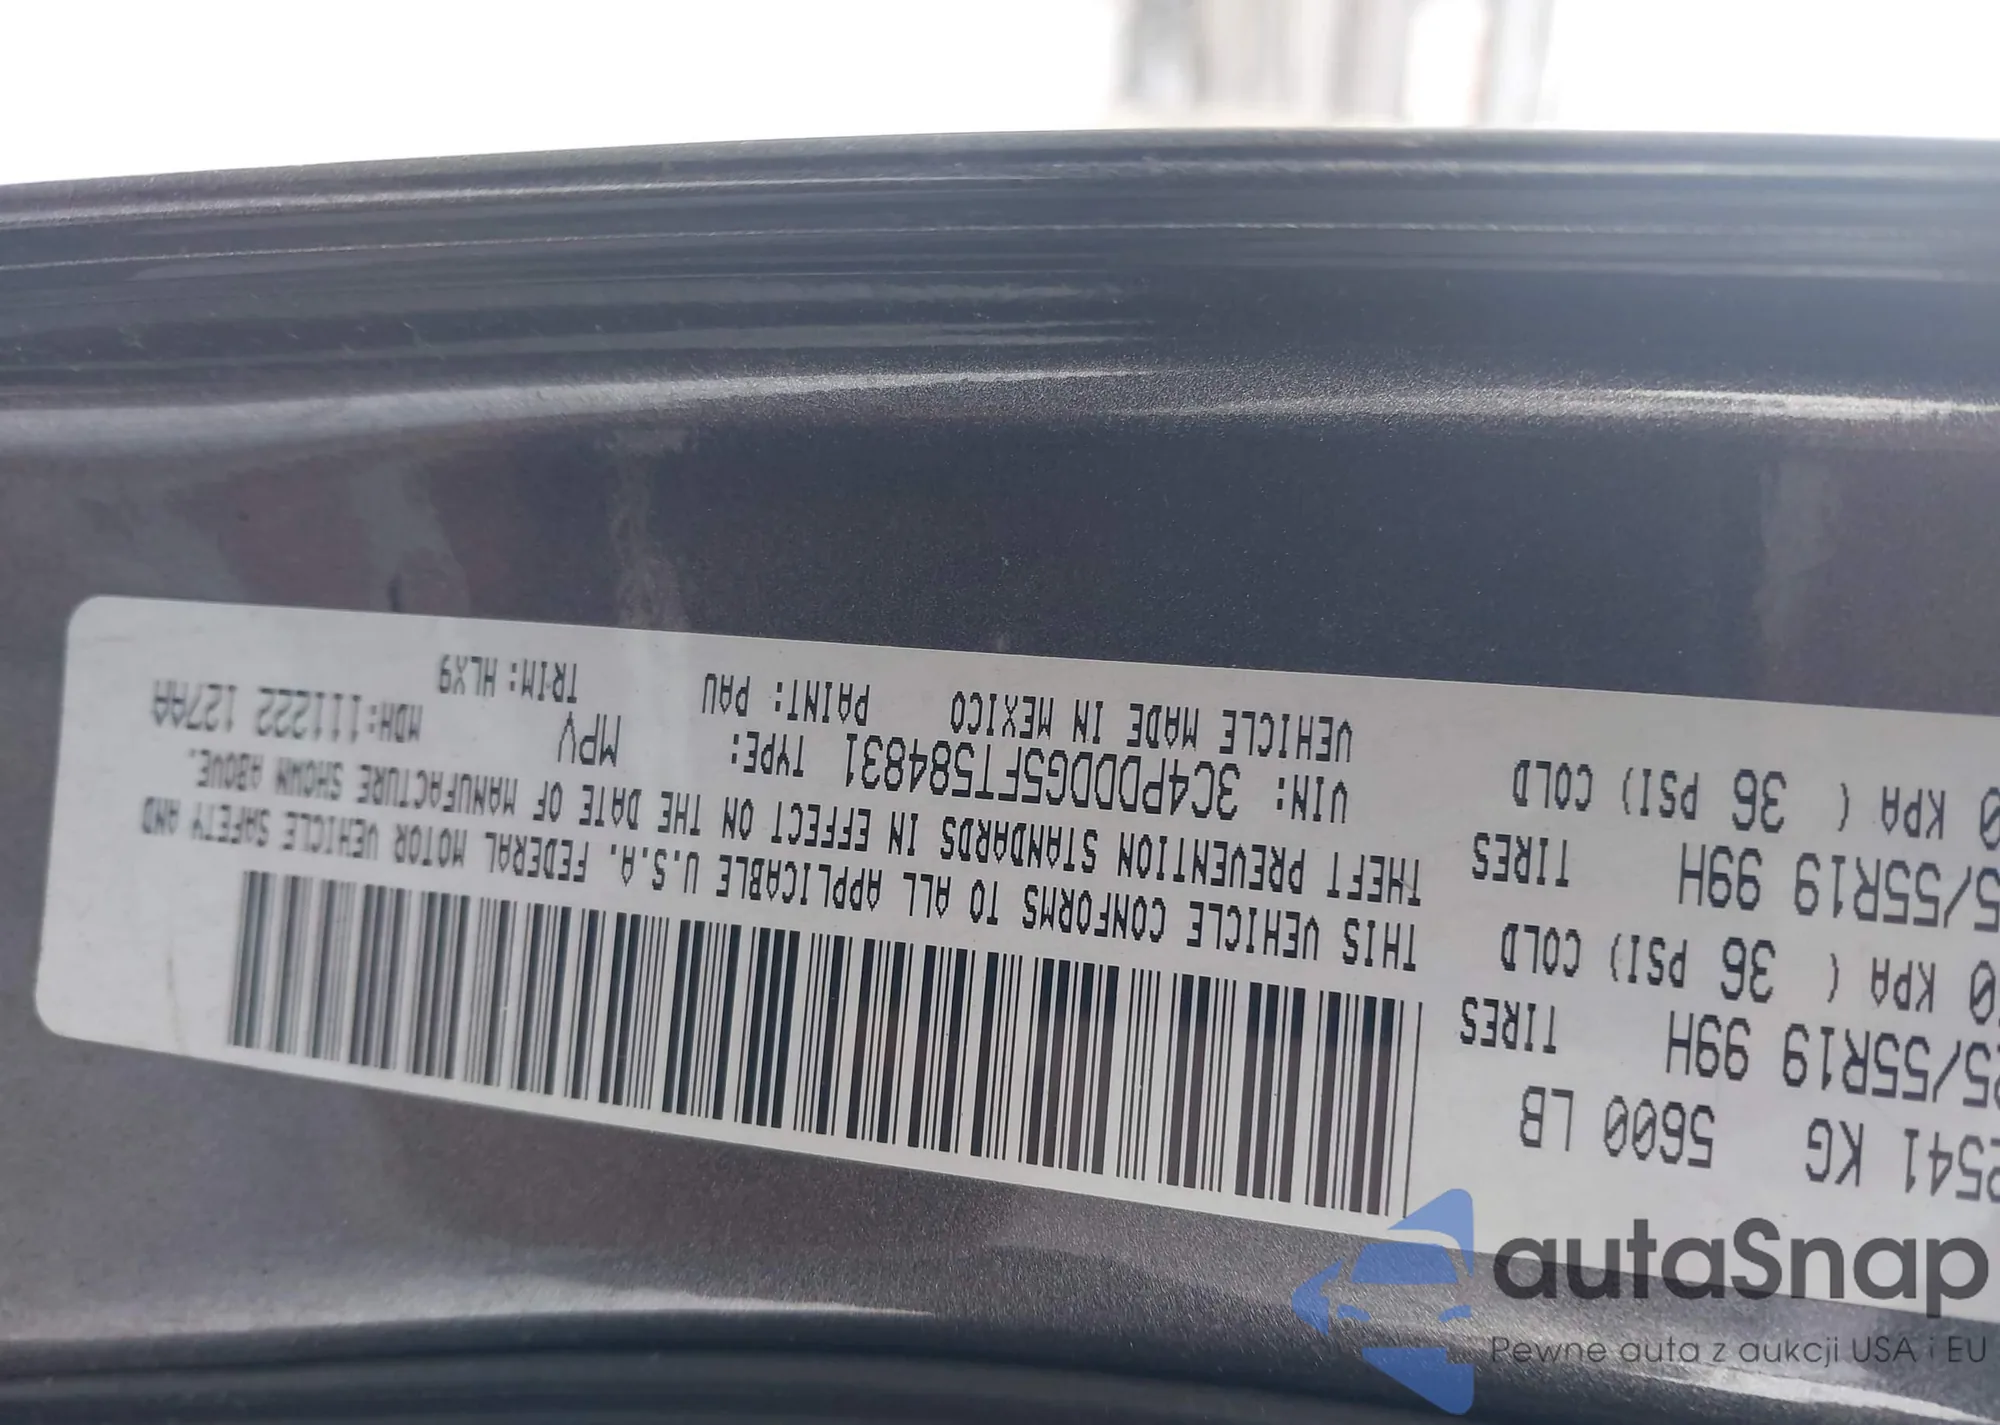 2541 KG 5600 LB
25/55R19 99H TIRES
0 KPA ( 36 PSI) COLD
5/55R19 99H TIRES
0 KPA ( 36 PSI) COLD
THIS VEHICLE CONFORMS TO ALL APPLICABLE U.S.A. FEDERAL MOTOR VEHICLE SAFETY AND
THEFT PREVENTION STANDARDS IN EFFECT ON THE DATE OF MANUFACTURE SHOWN ABOVE.
VIN: 3C4PDDDG5FT584831 TYPE: MPV MDH:111222 127AA
VEHICLE MADE IN MEXICO PAINT: PAU TRIM: HLX9
autaSnap
Pewne auta z aukcji USA i EU